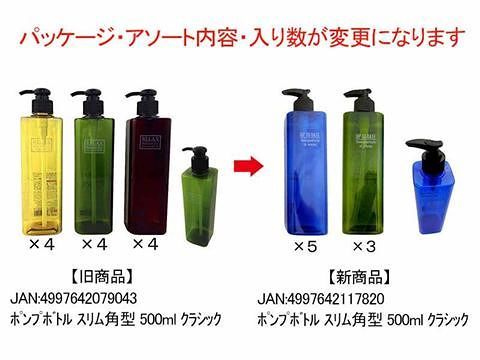 パッケージ・アソート内容・入り数が変更になります
RELAX
×4
×4
×4
×5
×3
【旧商品】
JAN:4997642079043
ﾎﾟﾝﾌﾟﾎﾞﾄﾙ スリム角型 500ml クラシック
【新商品】
JAN:4997642117820
ﾎﾟﾝﾌﾟﾎﾞﾄﾙ スリム角型 500ml クラシック